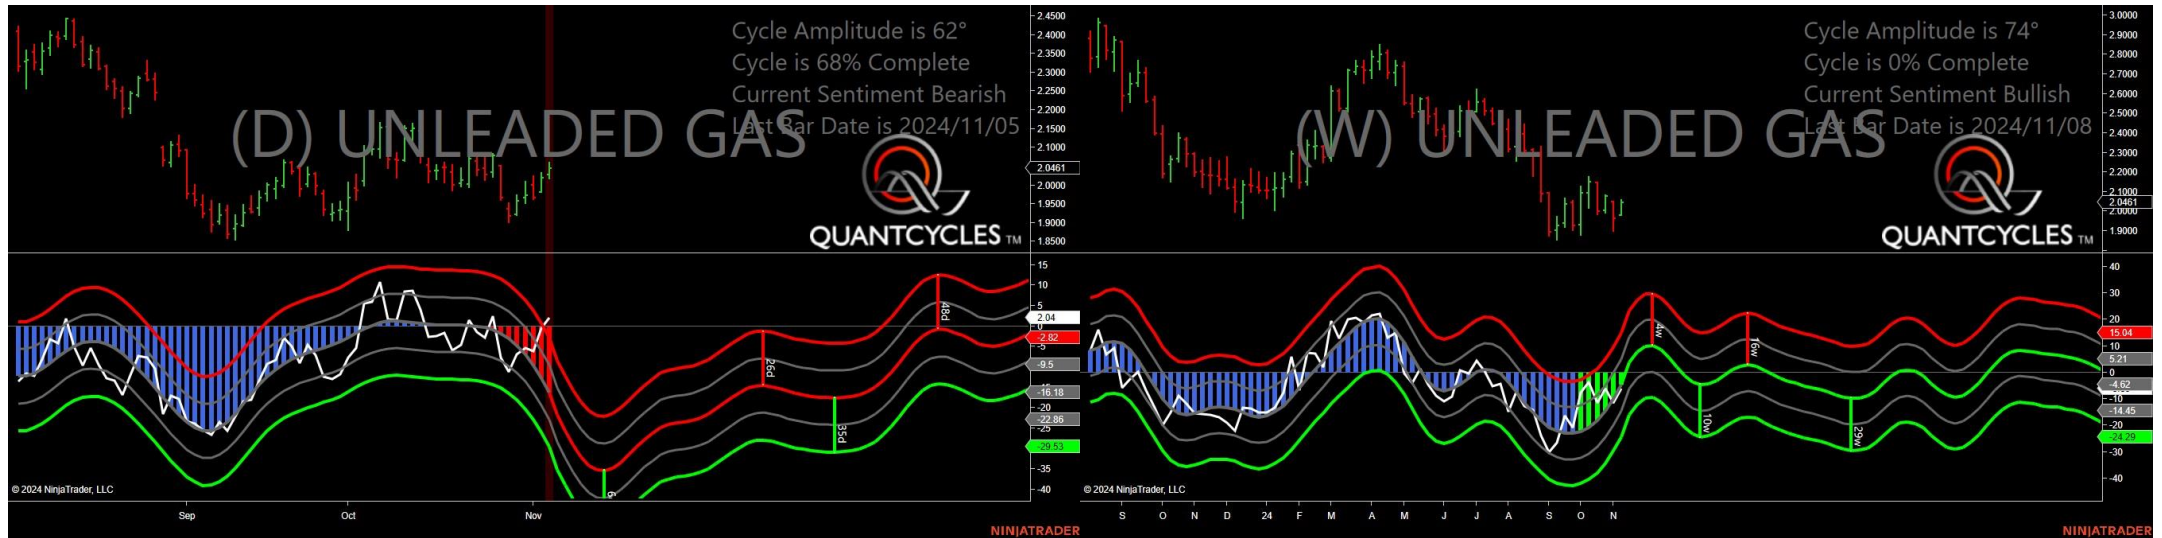 Cycle Amplitude is 62°
Cycle is 68% Complete
Current Sentiment Bearish
Last Bar Date is 2024/11/05
(D) UNLEADED GAS
QUANTCYCLES TM
2.4500
2.4000
2.3500
2.3000
2.2500
2.2000
2.1500
2.1000
2.0461
2.0000
1.9500
1.9000
1.8500
15
10
5
2.04
0
-2.82
-5
-9.5
-16.18
-20
-22.86
-25
-29.53
-35
-40
26d
35d
48d
6
© 2024 NinjaTrader, LLC
Sep Oct Nov
NINJATRADER
Cycle Amplitude is 74°
Cycle is 0% Complete
Current Sentiment Bullish
Last Bar Date is 2024/11/08
(W) UNLEADED GAS
QUANTCYCLES TM
3.0000
2.9000
2.8000
2.7000
2.6000
2.5000
2.4000
2.3000
2.2000
2.1000
2.0461
2.0000
1.9000
40
30
20
15.04
10
5.21
0
-4.62
-10
-14.45
-20
-24.29
-30
-40
4w
10w
16w
29w
© 2024 NinjaTrader, LLC
S O N D 24 F M A M J J A S O N
NINJATRADER